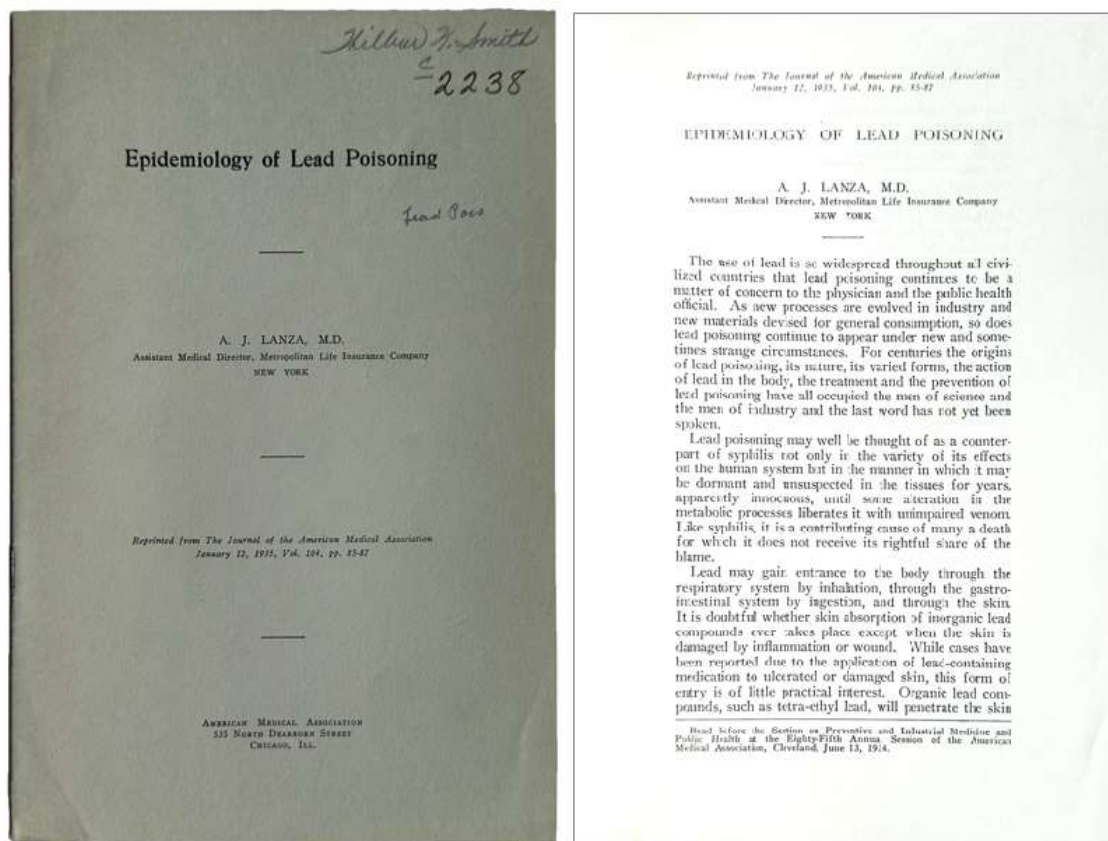 Wilbur W. Smith
C 2238
Epidemiology of Lead Poisoning
Lead Pois
A. J. LANZA, M.D.
Assistant Medical Director, Metropolitan Life Insurance Company
NEW YORK
Reprinted from The Journal of the American Medical Association
January 12, 1935, Vol. 104, pp. 85-87
AMERICAN MEDICAL ASSOCIATION
535 NORTH DEARBORN STREET
CHICAGO, ILL.
Reprinted from The Journal of the American Medical Association
January 12, 1935, Vol. 104, pp. 85-87
EPIDEMIOLOGY OF LEAD POISONING
A. J. LANZA, M.D.
Assistant Medical Director, Metropolitan Life Insurance Company
NEW YORK
The use of lead is so widespread throughout all civi-
lized countries that lead poisoning continues to be a
matter of concern to the physician and the public health
official. As new processes are evolved in industry and
new materials devised for general consumption, so does
lead poisoning continue to appear under new and some-
times strange circumstances. For centuries the origins
of lead poisoning, its nature, its varied forms, the action
of lead in the body, the treatment and the prevention of
lead poisoning have all occupied the men of science and
the men of industry and the last word has not yet been
spoken.
Lead poisoning may well be thought of as a counter-
part of syphilis not only in the variety of its effects
on the human system but in the manner in which it may
be dormant and unsuspected in the tissues for years,
apparently innocuous, until some alteration in the
metabolic processes liberates it with unimpaired venom.
Like syphilis, it is a contributing cause of many a death
for which it does not receive its rightful share of the
blame.
Lead may gain entrance to the body through the
respiratory system by inhalation, through the gastro-
intestinal system by ingestion, and through the skin.
It is doubtful whether skin absorption of inorganic lead
compounds ever takes place except when the skin is
damaged by inflammation or wound. While cases have
been reported due to the application of lead-containing
medication to ulcerated or damaged skin, this form of
entry is of little practical interest. Organic lead com-
pounds, such as tetra-ethyl lead, will penetrate the skin
Read before the Section on Preventive and Industrial Medicine and
Public Health at the Eighty-Fifth Annual Session of the American
Medical Association, Cleveland, June 13, 1934.